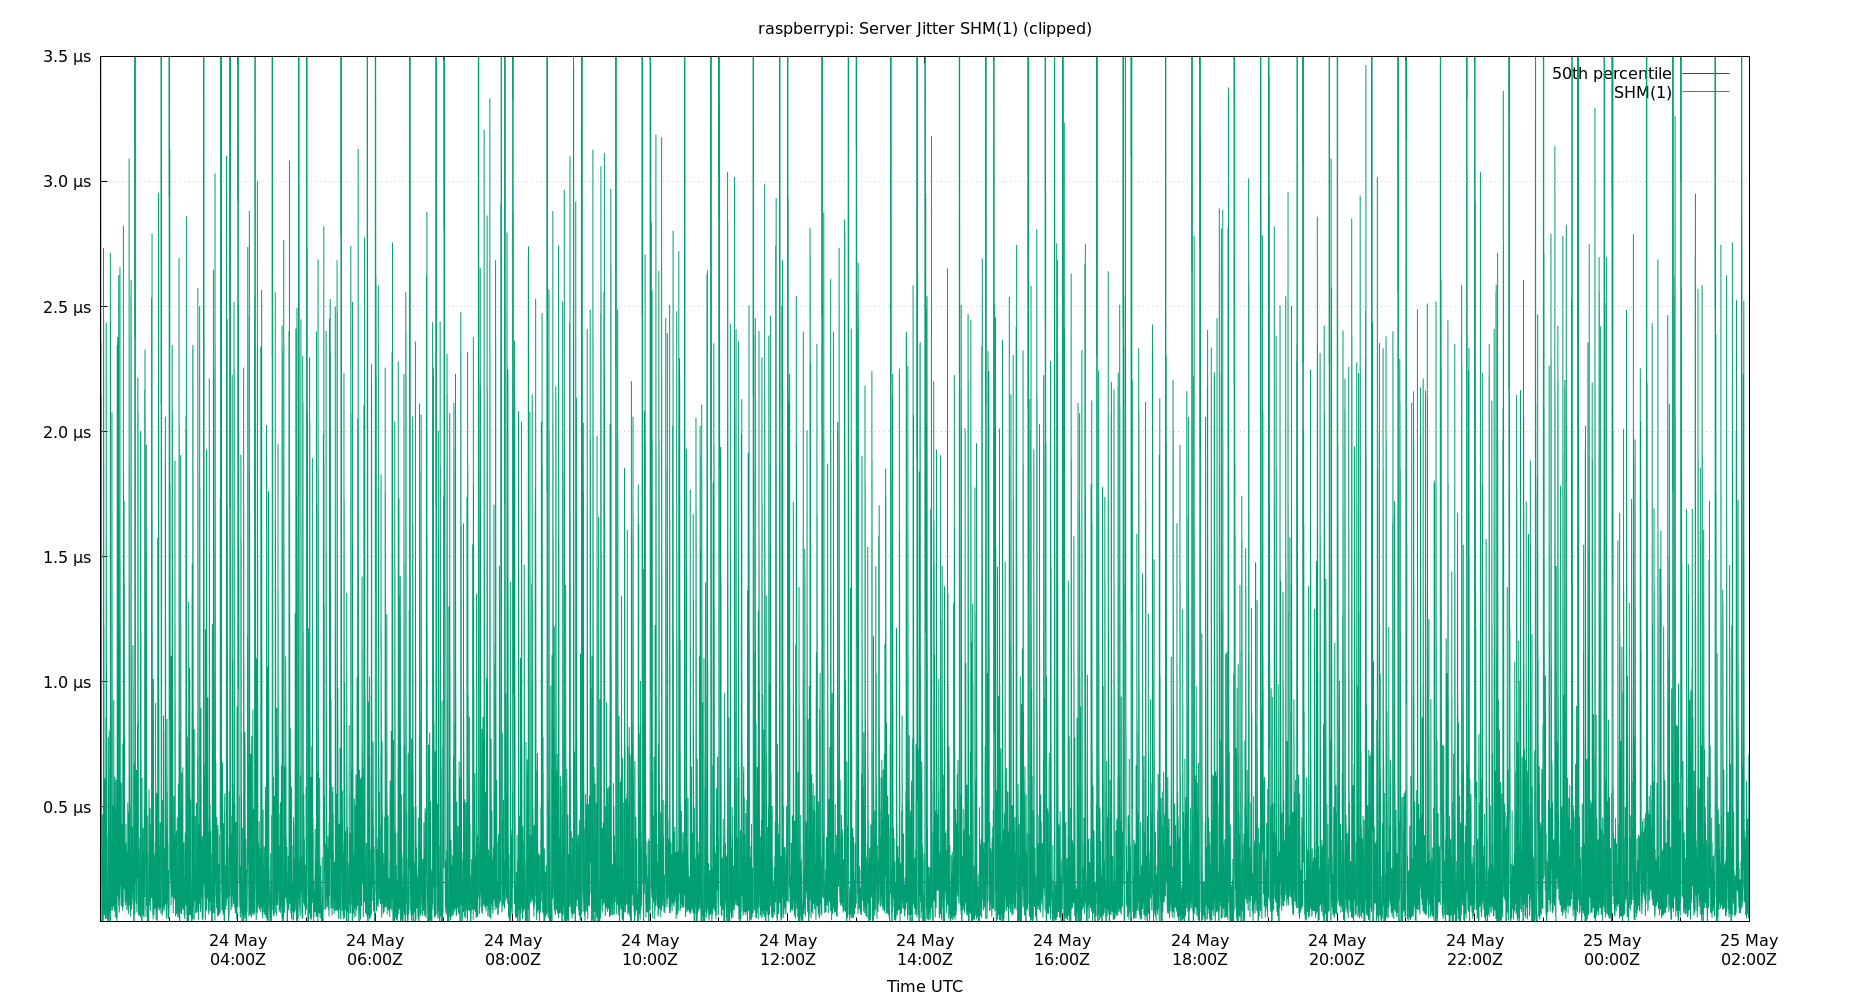 raspberrypi: Server Jitter SHM(1) (clipped)
3.5 µs
3.0 µs
2.5 µs
2.0 µs
1.5 µs
1.0 µs
0.5 µs
50th percentile
SHM(1)
24 May 24 May 24 May 24 May 24 May 24 May 24 May 24 May 24 May 24 May 25 May 25 May
04:00Z 06:00Z 08:00Z 10:00Z 12:00Z 14:00Z 16:00Z 18:00Z 20:00Z 22:00Z 00:00Z 02:00Z
Time UTC